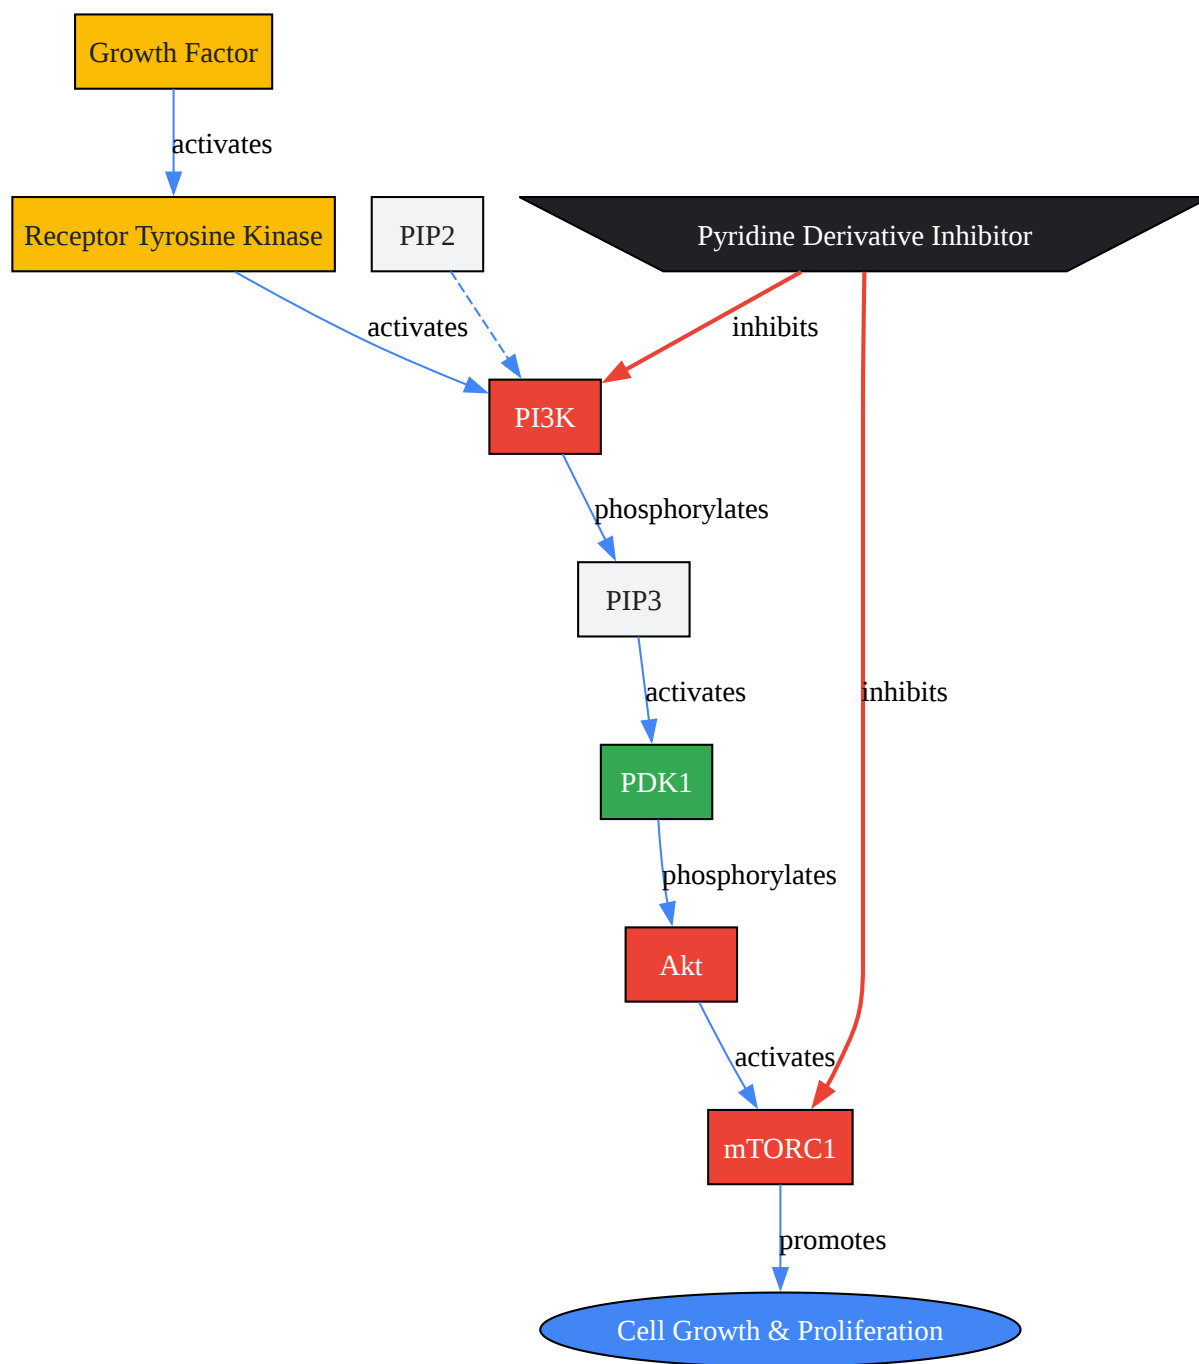 Growth Factor
activates
Receptor Tyrosine Kinase
PIP2
Pyridine Derivative Inhibitor
activates
inhibits
PI3K
phosphorylates
PIP3
activates
inhibits
PDK1
phosphorylates
Akt
activates
mTORC1
promotes
Cell Growth & Proliferation